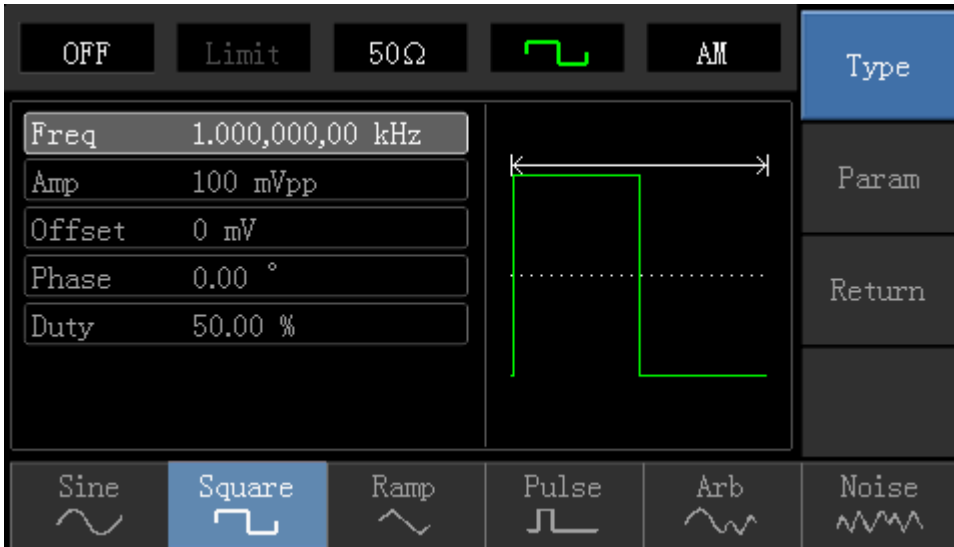 OFF Limit 50Ω AM
Type
Freq 1.000,000,00 kHz
Amp 100 mVpp
Param
Offset 0 mV
Phase 0.00 °
Return
Duty 50.00 %
Sine Square Ramp Pulse Arb Noise